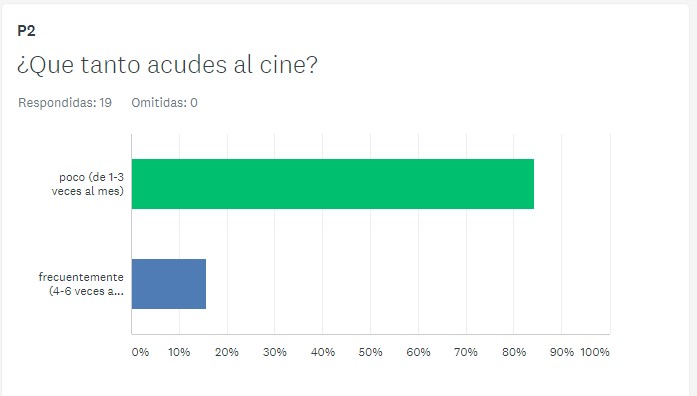 P2
¿Que tanto acudes al cine?
Respondidas: 19 Omitidas: 0
poco (de 1-3
veces al mes)
frecuentemente
(4-6 veces a...
0% 10% 20% 30% 40% 50% 60% 70% 80% 90% 100%